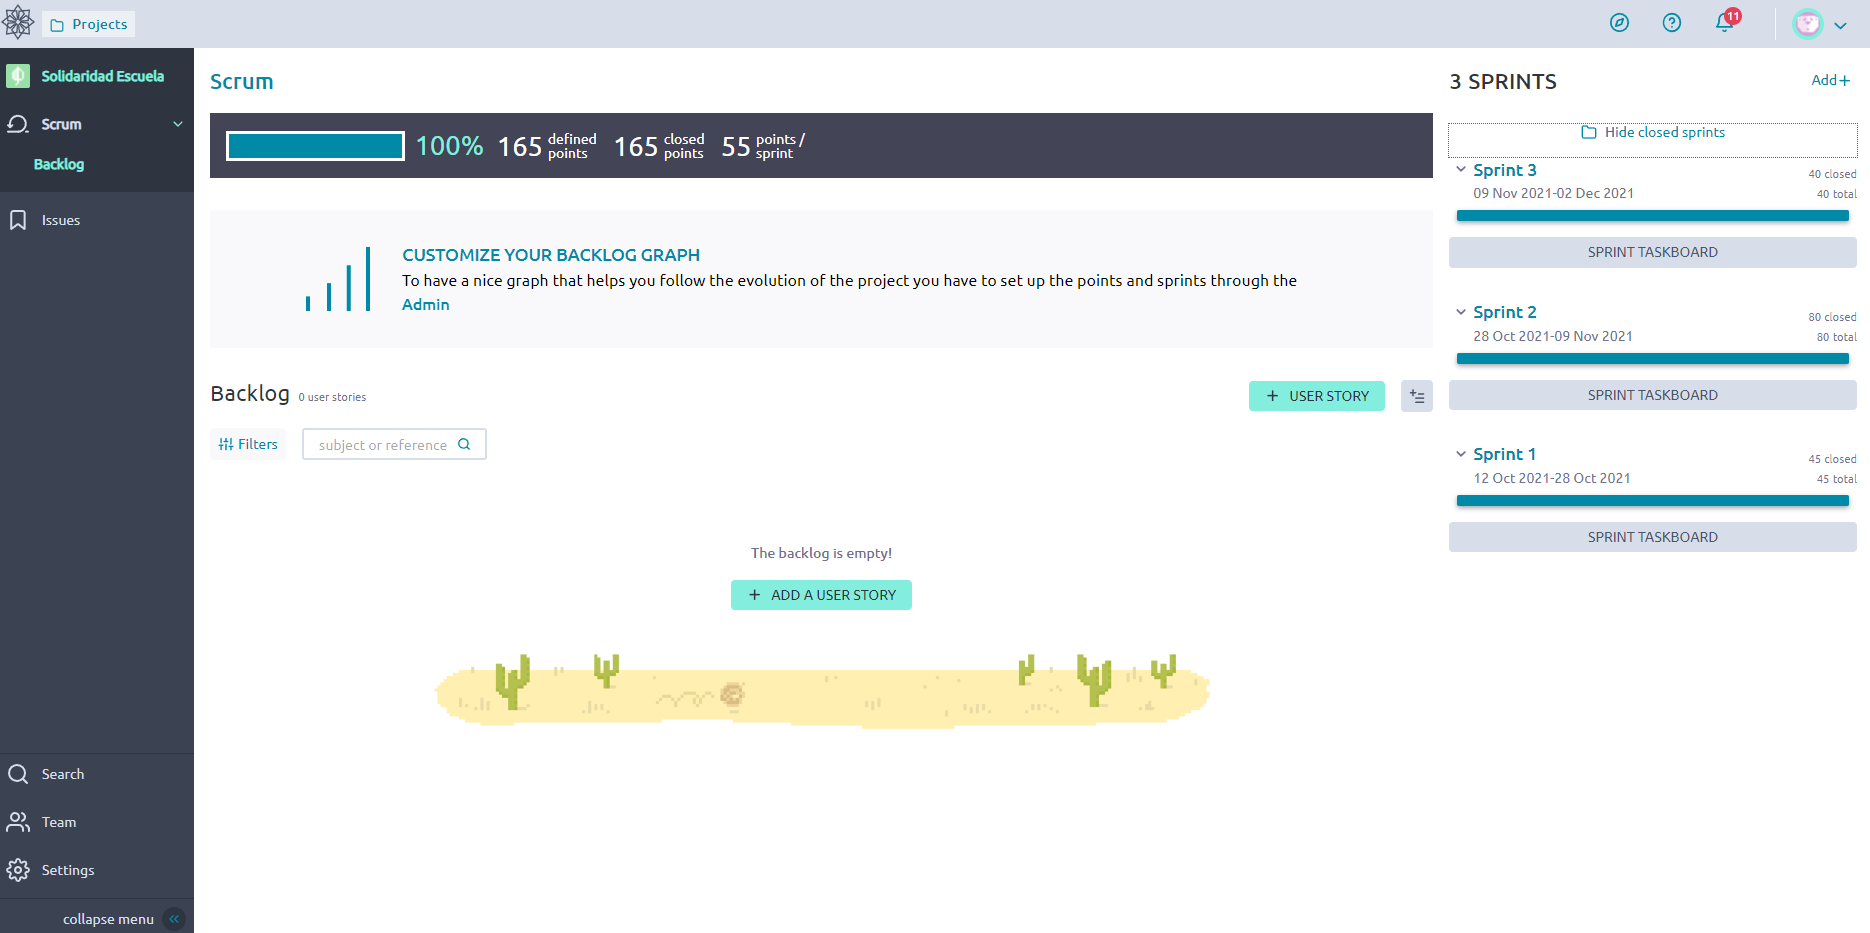 Projects
11
Solidaridad Escuela
Scrum
Backlog
Issues
Search
Team
Settings
collapse menu
Scrum
100% 165 defined points 165 closed points 55 points / sprint
CUSTOMIZE YOUR BACKLOG GRAPH
To have a nice graph that helps you follow the evolution of the project you have to set up the points and sprints through the
Admin
Backlog 0 user stories
+ USER STORY
Filters
subject or reference
The backlog is empty!
+ ADD A USER STORY
3 SPRINTS
Add+
Hide closed sprints
Sprint 3
40 closed
09 Nov 2021-02 Dec 2021
40 total
SPRINT TASKBOARD
Sprint 2
80 closed
28 Oct 2021-09 Nov 2021
80 total
SPRINT TASKBOARD
Sprint 1
45 closed
12 Oct 2021-28 Oct 2021
45 total
SPRINT TASKBOARD